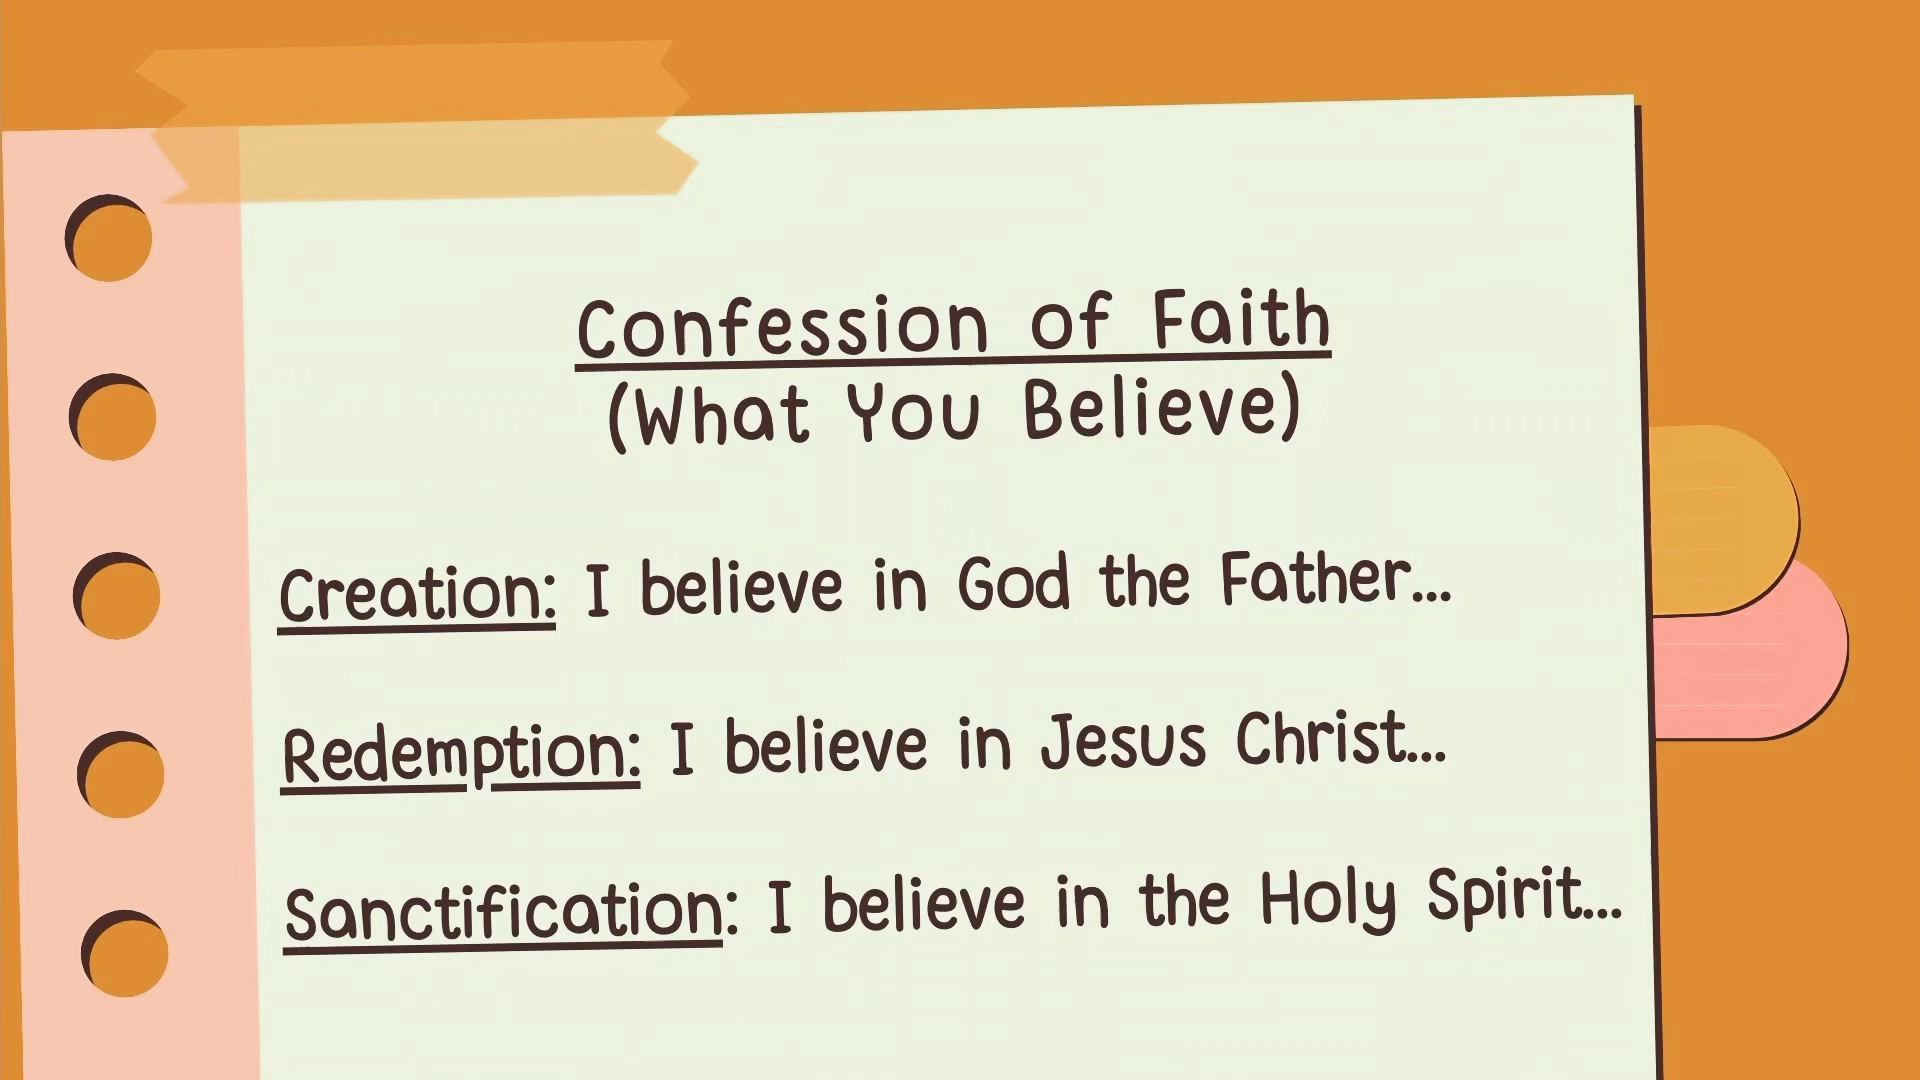 Confession of Faith
(What You Believe)
Creation: I believe in God the Father...
Redemption: I believe in Jesus Christ...
Sanctification: I believe in the Holy Spirit...